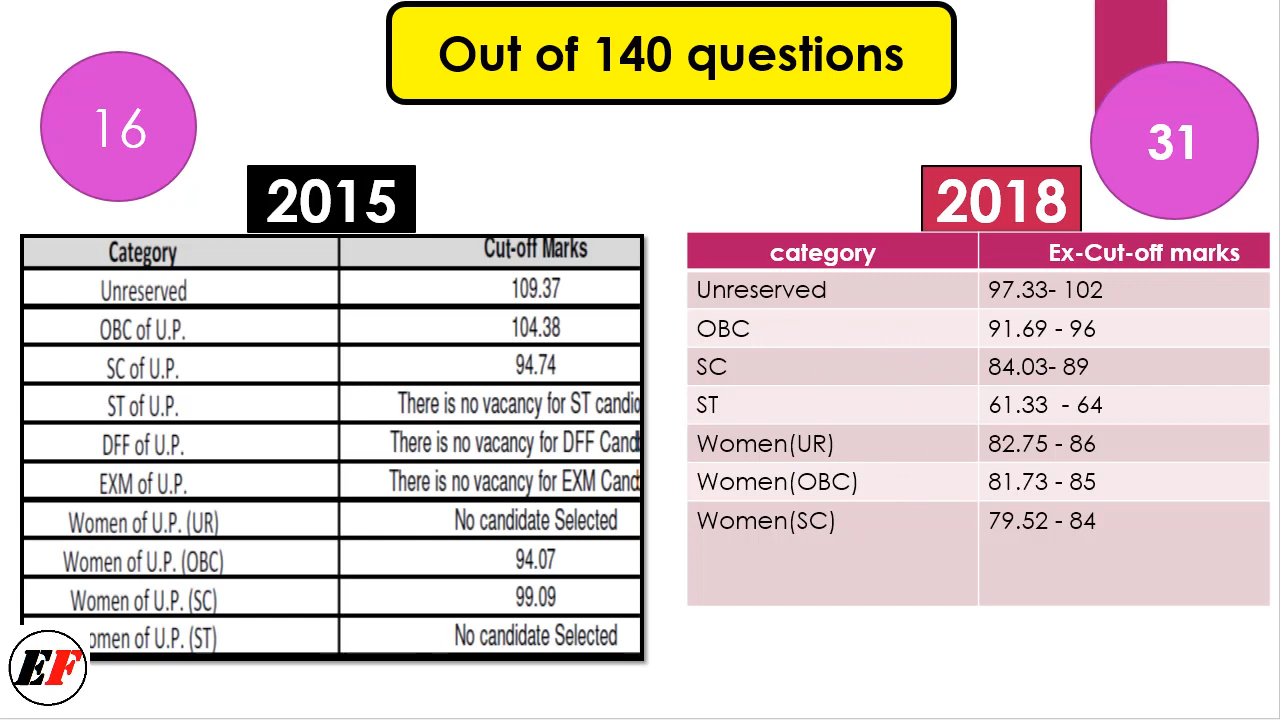 Out of 140 questions
16
31
2015
Category Cut-off Marks
Unreserved 109.37
OBC of U.P. 104.38
SC of U.P. 94.74
ST of U.P. There is no vacancy for ST candic
DFF of U.P. There is no vacancy for DFF Cand
EXM of U.P. There is no vacancy for EXM Cand
Women of U.P. (UR) No candidate Selected
Women of U.P. (OBC) 94.07
Women of U.P. (SC) 99.09
omen of U.P. (ST) No candidate Selected
EF
2018
category Ex-Cut-off marks
Unreserved 97.33- 102
OBC 91.69 - 96
SC 84.03- 89
ST 61.33 - 64
Women(UR) 82.75 - 86
Women(OBC) 81.73 - 85
Women(SC) 79.52 - 84